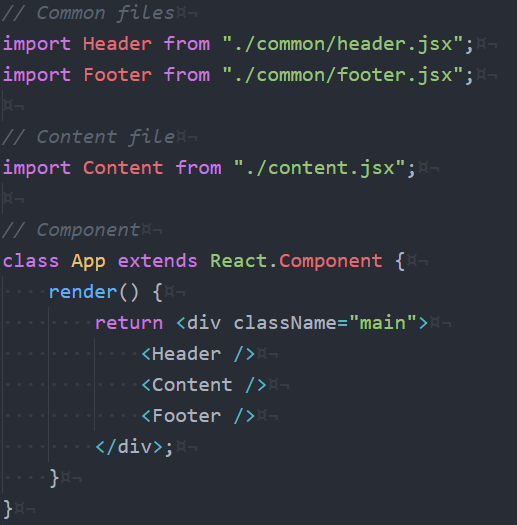 // Common files¤¬
import Header from "./common/header.jsx";¤¬
import Footer from "./common/footer.jsx";¤¬
¤¬
// Content file¤¬
import Content from "./content.jsx";¤¬
¤¬
// Component¤¬
class App extends React.Component {¤¬
····render() {¤¬
········return <div className="main">¤¬
············<Header />¤¬
············<Content />¤¬
············<Footer />¤¬
········</div>;¤¬
····}¤¬
}¤¬